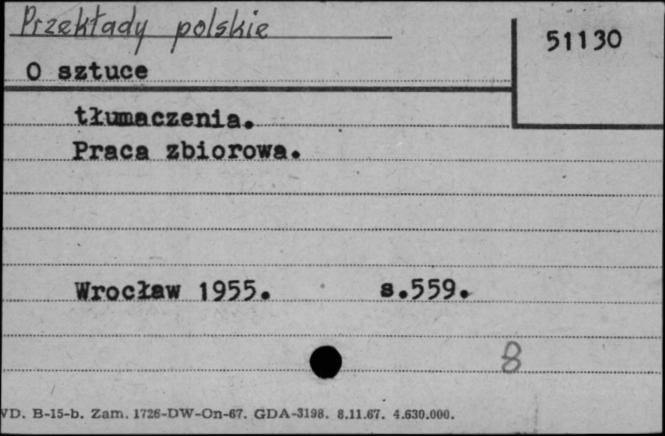 Przekłady polskie
51130
O sztuce
tłumaczenia.
Praca zbiorowa.
Wrocław 1955. s.559.
8
VD. B-15-b. Zam. 1726-DW-On-67. GDA-3198. 8.11.67. 4.630.000.